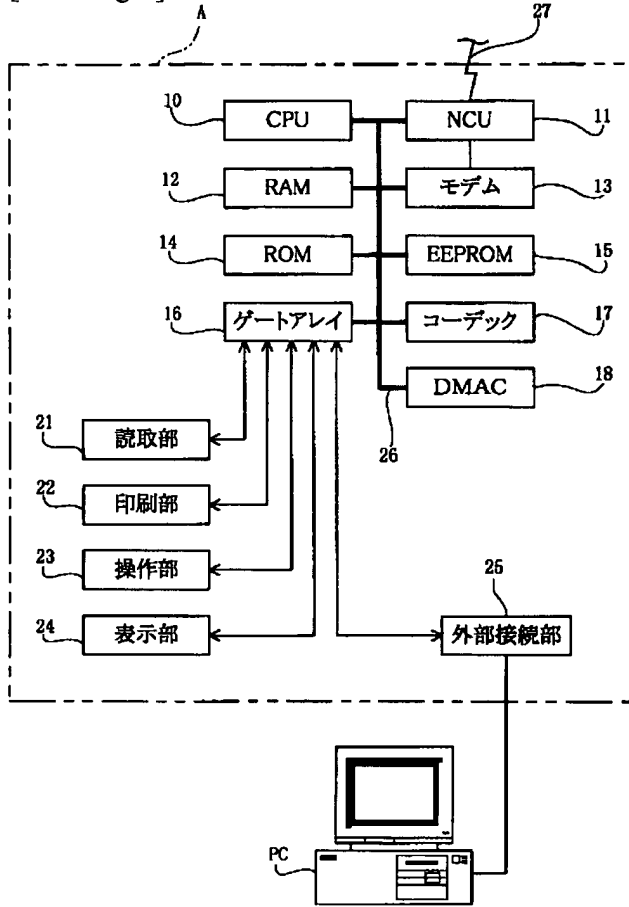 A
27
10 CPU NCU 11
12 RAM モデム 13
14 ROM EEPROM 15
16 ゲートアレイ コーデック 17
DMAC 18
26
21 読取部
22 印刷部
23 操作部
25
24 表示部 外部接続部
PC